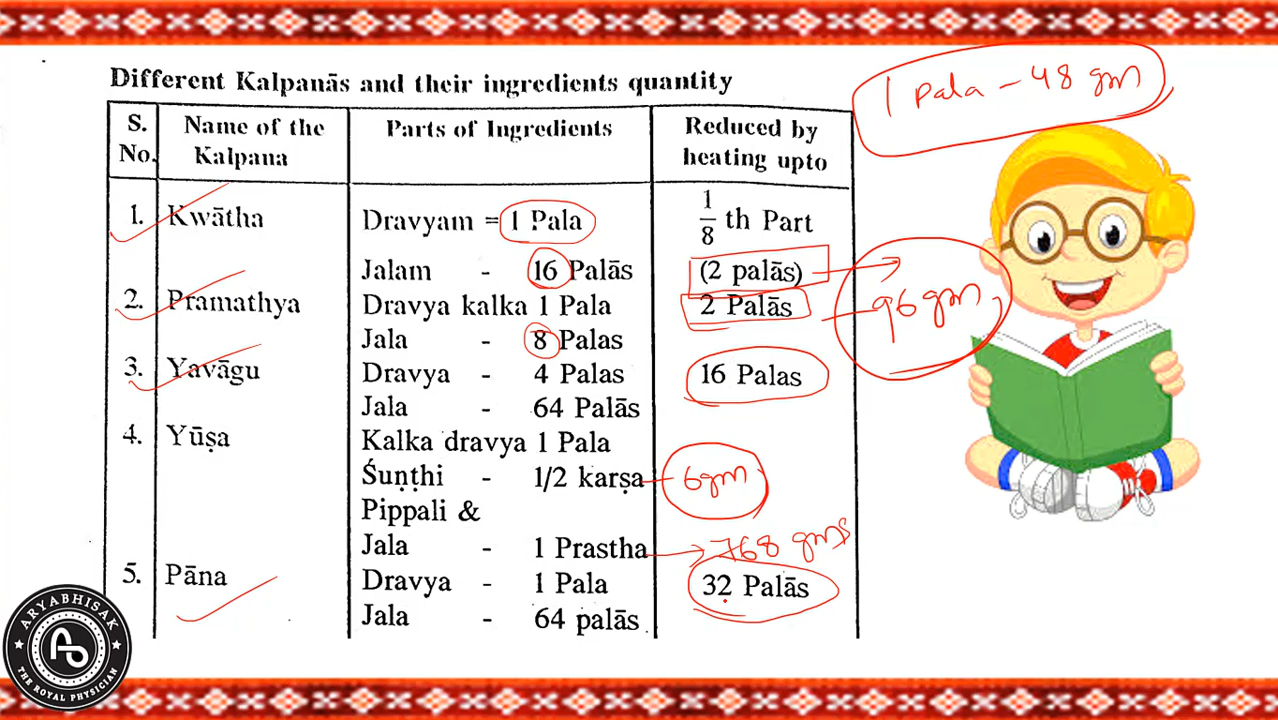 Different Kalpanās and their ingredients quantity
1 Pala - 48 gm
S. No. Name of the Kalpana Parts of Ingredients Reduced by heating upto
1. Kwātha Dravyam = 1 Pala 1/8 th Part
Jalam - 16 Palās (2 palās)
2. Pramathya Dravya kalka 1 Pala 2 Palās 96 gm
Jala - 8 Palas
3. Yavāgu Dravya - 4 Palas 16 Palas
Jala - 64 Palās
4. Yūṣa Kalka dravya 1 Pala
Śuṇṭhi - 1/2 karṣa 6 gm
Pippali &
Jala - 1 Prastha 768 gms
5. Pāna Dravya - 1 Pala 32 Palās
Jala - 64 palās
ARYABHISAK
THE ROYAL PHYSICIAN